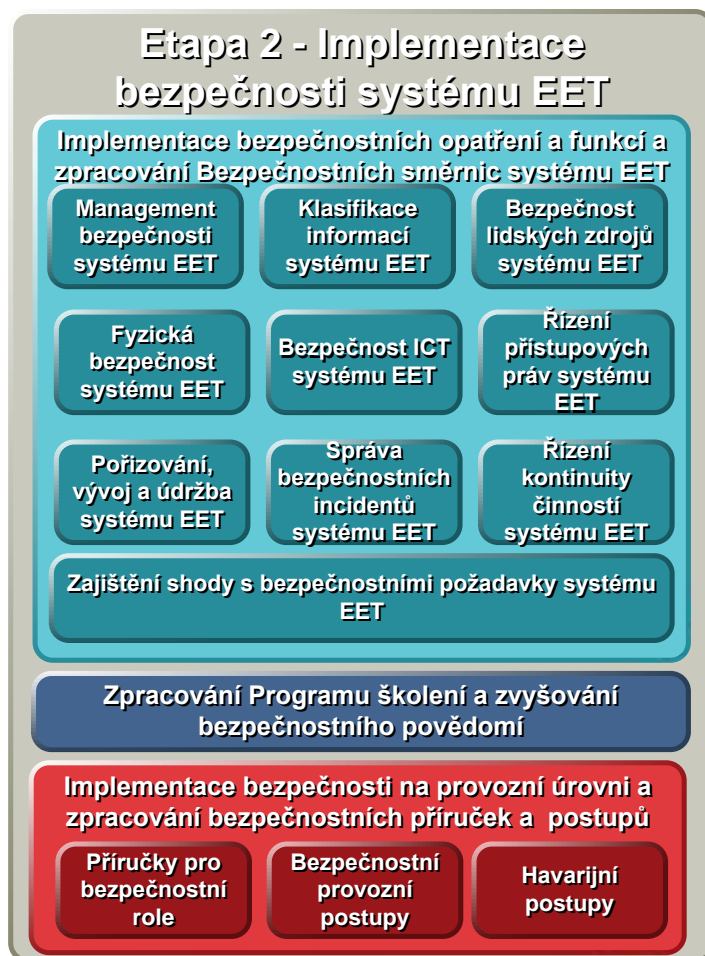 Etapa 2 - Implementace
bezpečnosti systému EET
Implementace bezpečnostních opatření a funkcí a
zpracování Bezpečnostních směrnic systému EET
Management
bezpečnosti
systému EET
Klasifikace
informací
systému EET
Bezpečnost
lidských zdrojů
systému EET
Fyzická
bezpečnost
systému EET
Bezpečnost ICT
systému EET
Řízení
přístupových
práv systému
EET
Pořizování,
vývoj a údržba
systému EET
Správa
bezpečnostních
incidentů
systému EET
Řízení
kontinuity
činností
systému EET
Zajištění shody s bezpečnostními požadavky systému
EET
Zpracování Programu školení a zvyšování
bezpečnostního povědomí
Implementace bezpečnosti na provozní úrovni a
zpracování bezpečnostních příruček a  postupů
Příručky pro
bezpečnostní
role
Bezpečnostní
provozní
postupy
Havarijní
postupy